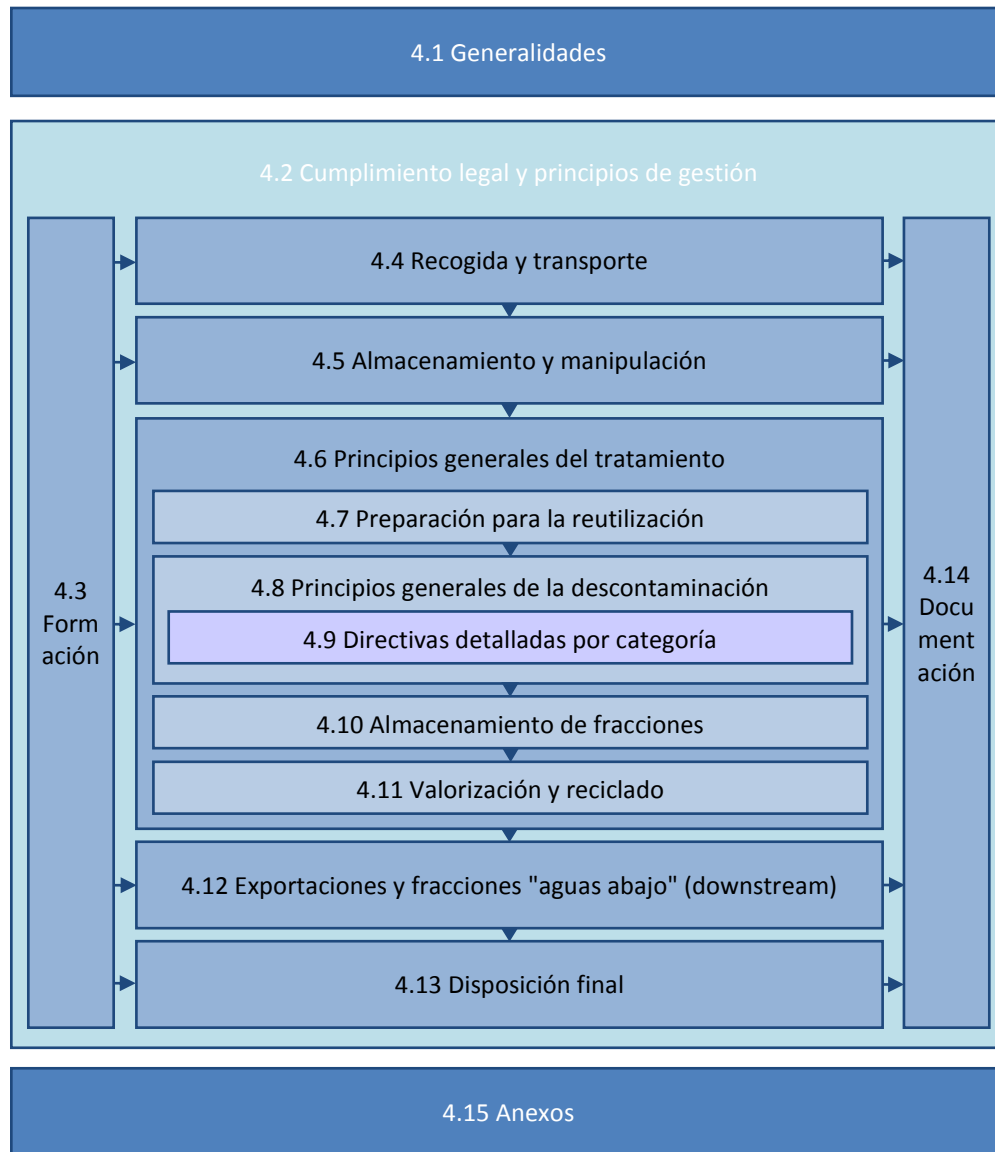 4.1 Generalidades
4.2 Cumplimiento legal y principios de gestión
4.3
Form
ación
4.4 Recogida y transporte
4.5 Almacenamiento y manipulación
4.6 Principios generales del tratamiento
4.7 Preparación para la reutilización
4.8 Principios generales de la descontaminación
4.9 Directivas detalladas por categoría
4.10 Almacenamiento de fracciones
4.11 Valorización y reciclado
4.12 Exportaciones y fracciones "aguas abajo" (downstream)
4.13 Disposición final
4.14
Docu
ment
ación
4.15 Anexos